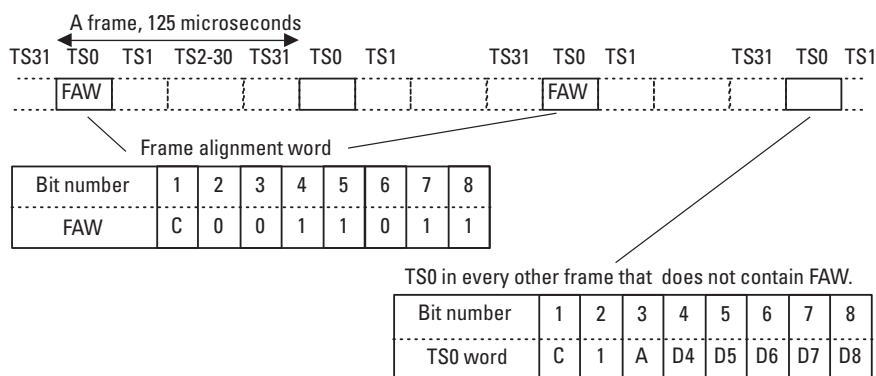 A frame, 125 microseconds
TS31 TS0 TS1 TS2-30 TS31 TS0 TS1 TS31 TS0 TS1 TS31 TS0 TS1
FAW FAW
Frame alignment word
Bit number 1 2 3 4 5 6 7 8
FAW C 0 0 1 1 0 1 1
TS0 in every other frame that does not contain FAW.
Bit number 1 2 3 4 5 6 7 8
TS0 word C 1 A D4 D5 D6 D7 D8